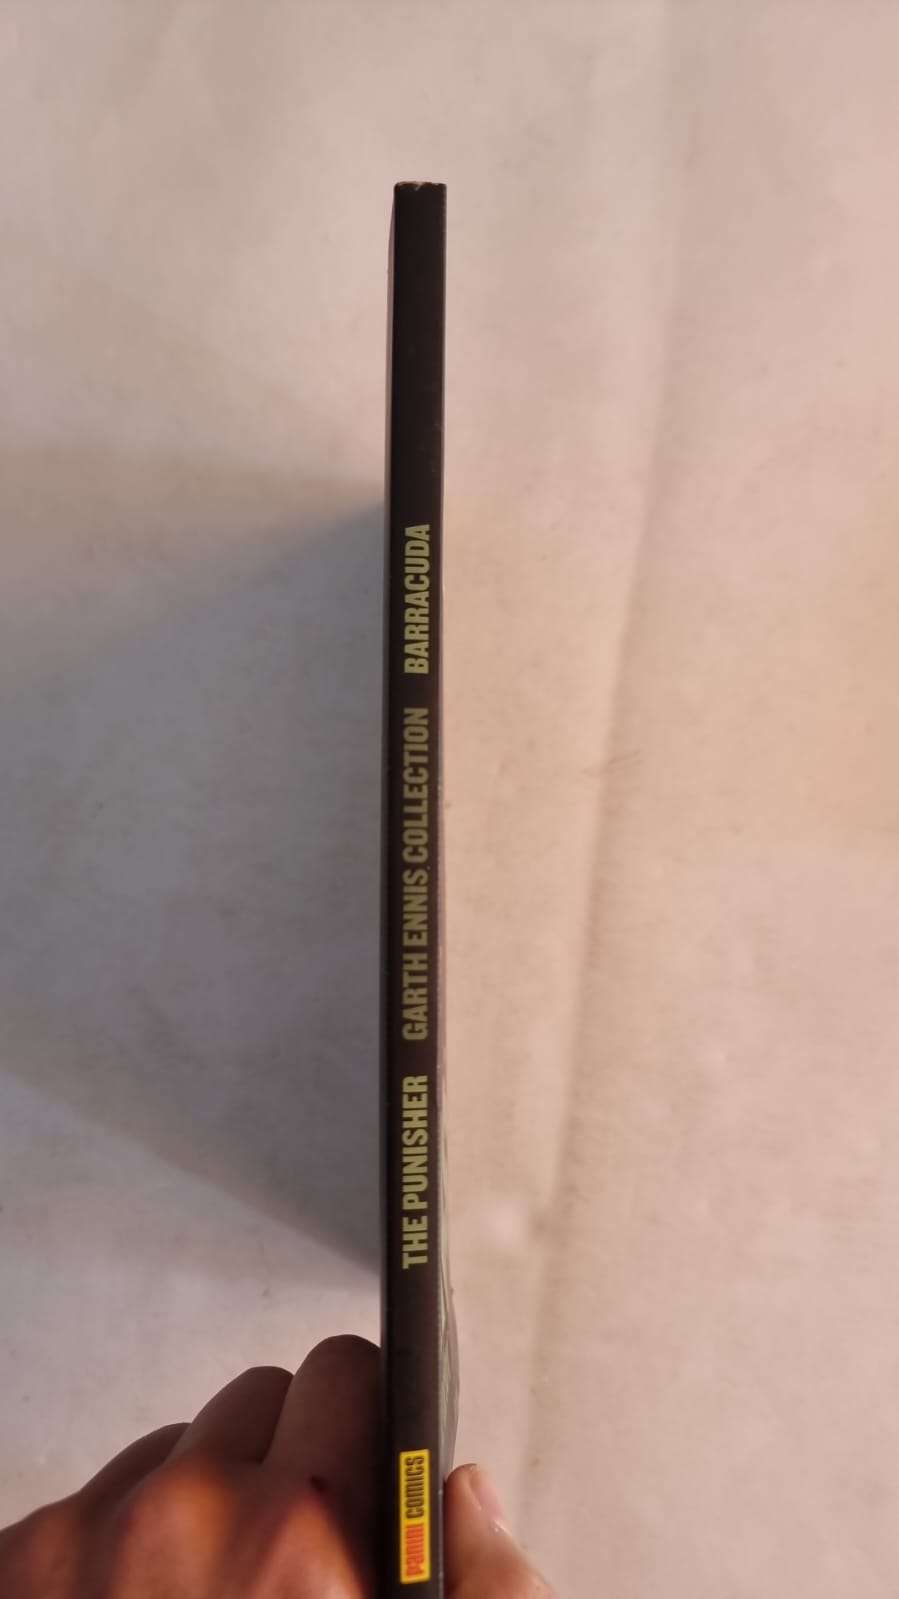 THE PUNISHER GARTH ENNIS COLLECTION BARRACUDA
PANINI COMICS